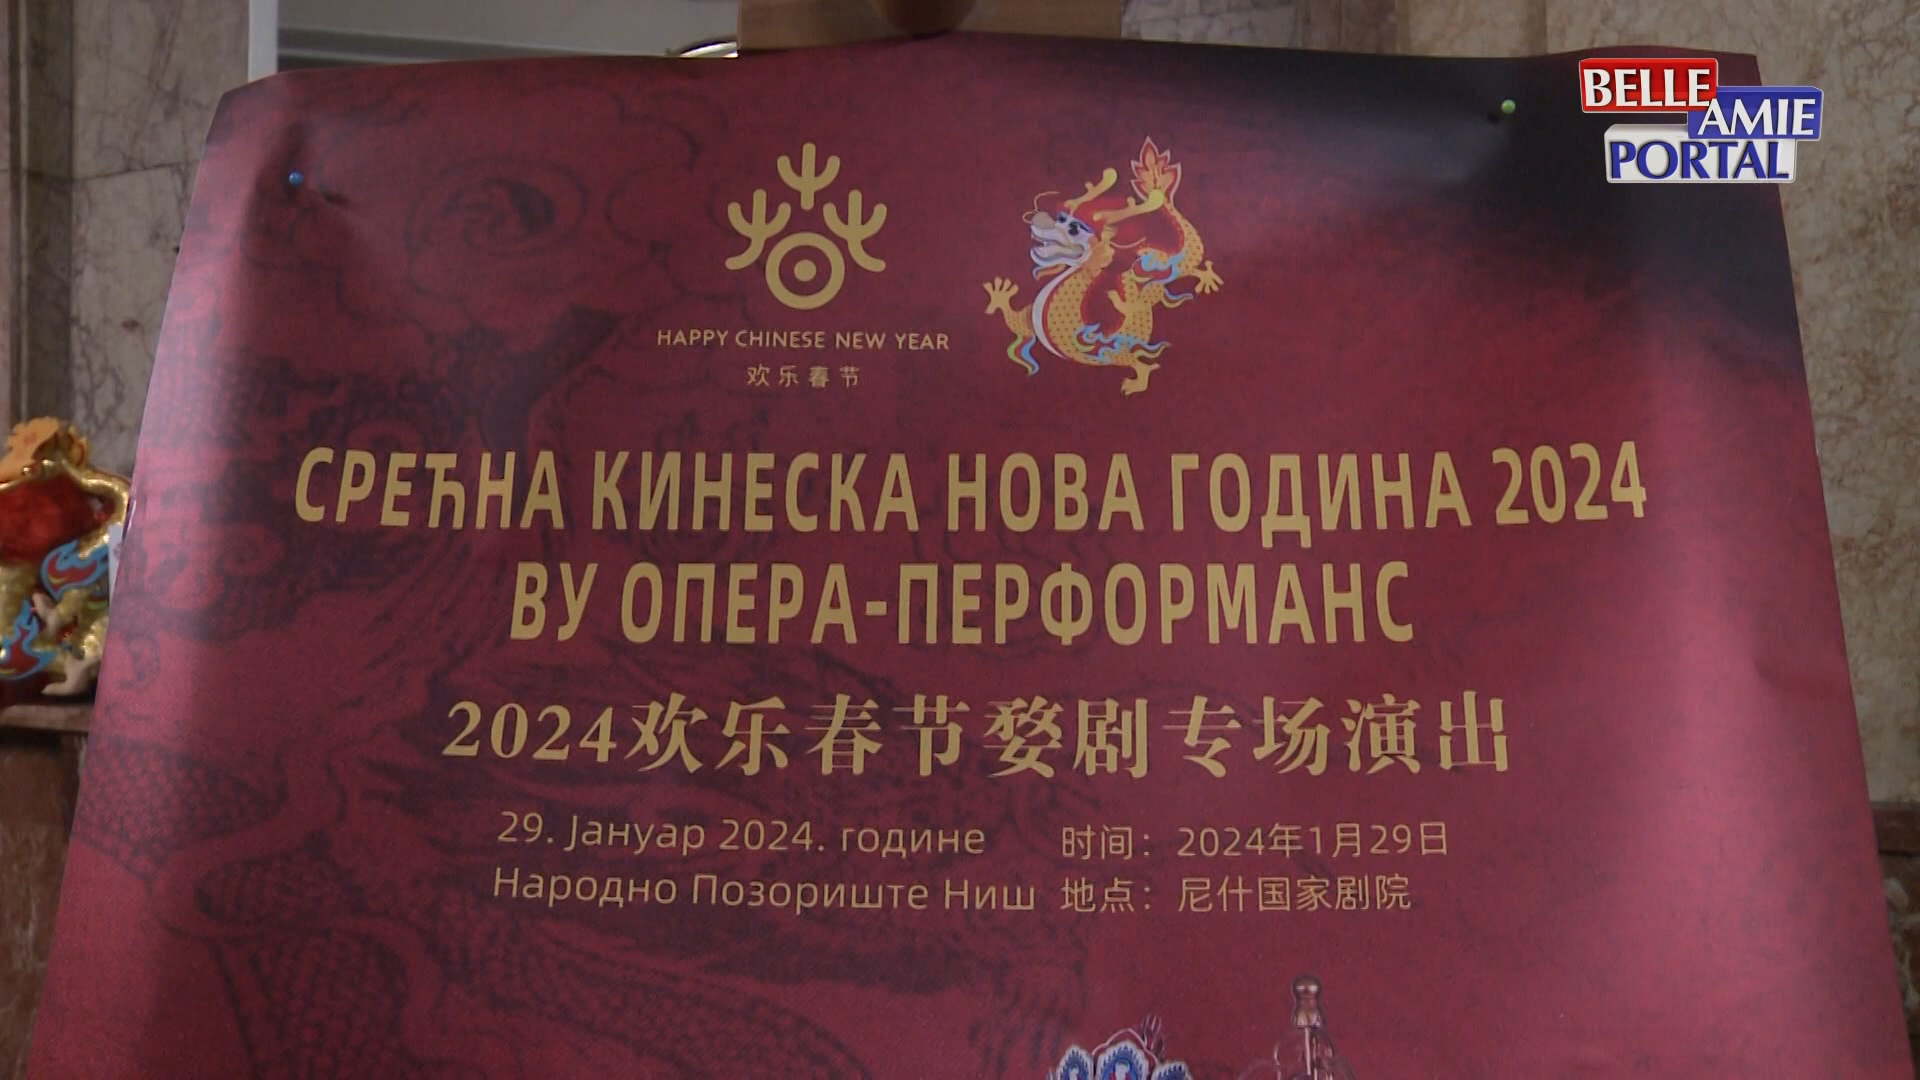 BELLE
AMIE
PORTAL
HAPPY CHINESE NEW YEAR
欢乐春节
СРЕЋНА КИНЕСКА НОВА ГОДИНА 2024
ВУ ОПЕРА-ПЕРФОРМАНС
2024欢乐春节婺剧专场演出
29. Јануар 2024. године 时间：2024年1月29日
Народно Позориште Ниш 地点：尼什国家剧院